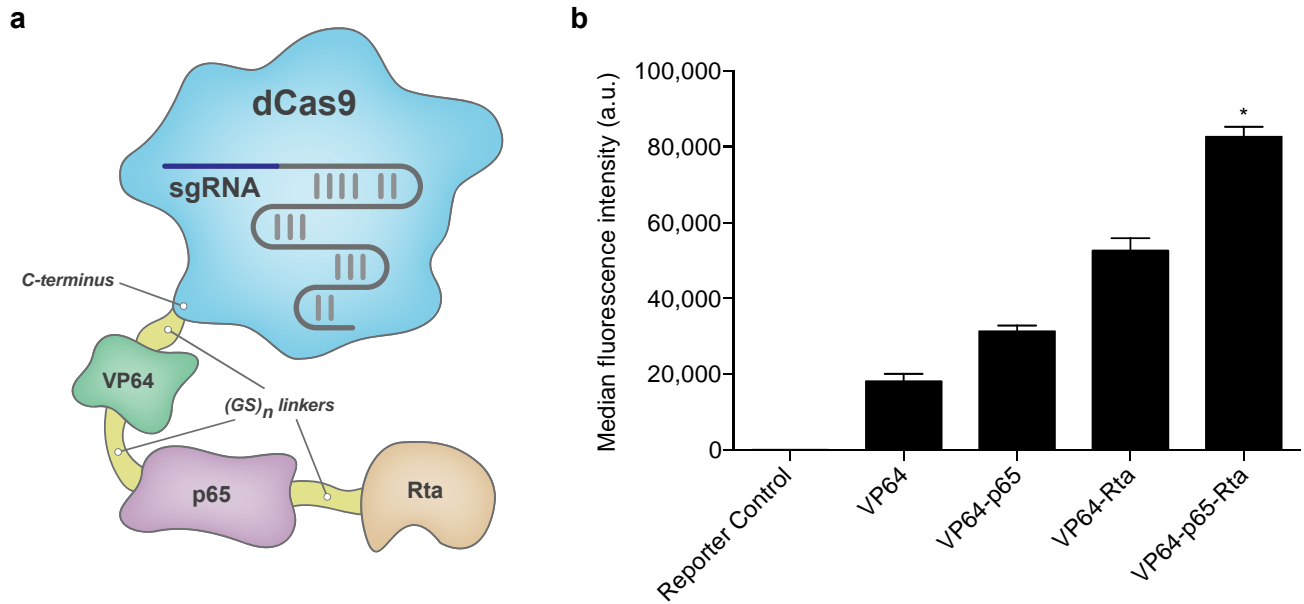 a
dCas9
sgRNA
C-terminus
VP64
(GS)n linkers
p65
Rta
b
Median fluorescence intensity (a.u.)
100,000
80,000
60,000
40,000
20,000
0
*
Reporter Control
VP64
VP64-p65
VP64-Rta
VP64-p65-Rta